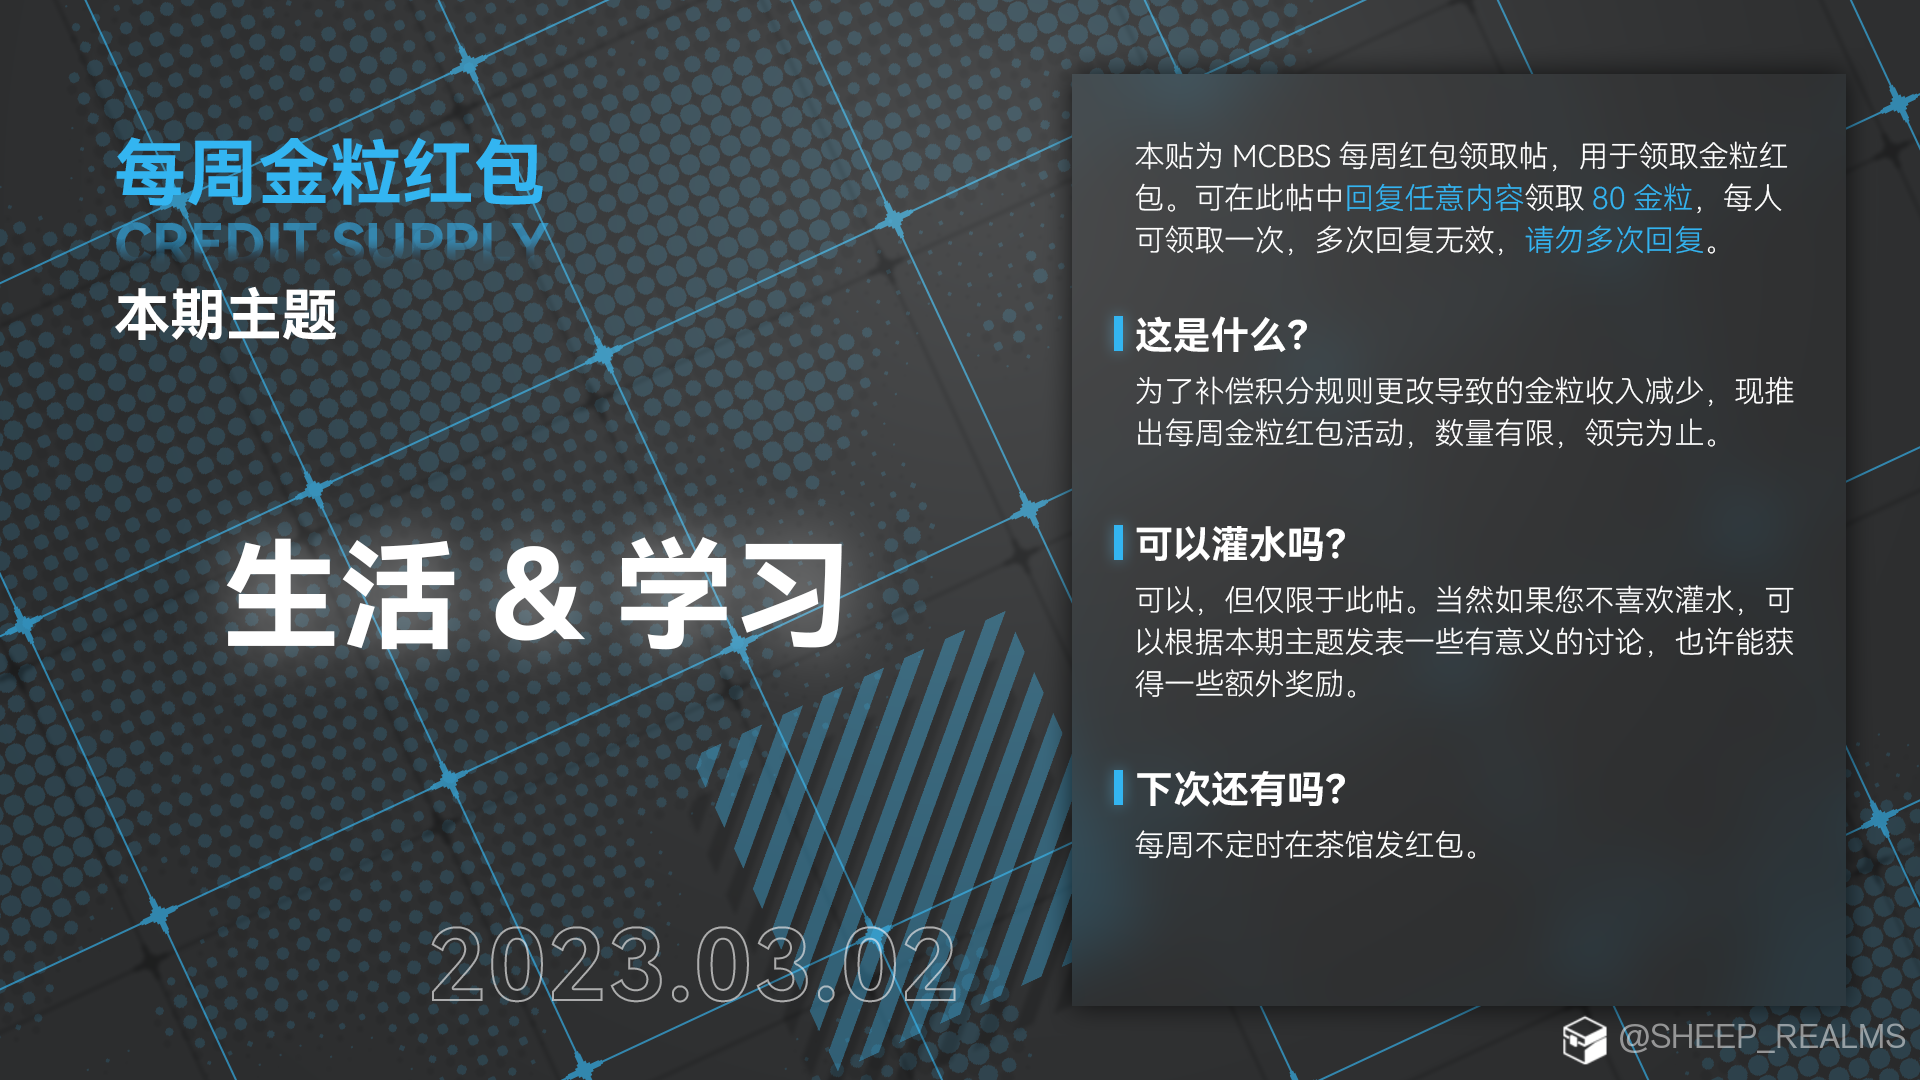 每周金粒红包
CREDIT SUPPLY
本期主题
生活 & 学习
2023.03.02
本贴为 MCBBS 每周红包领取帖，用于领取金粒红
包。可在此帖中回复任意内容领取 80 金粒，每人
可领取一次，多次回复无效，请勿多次回复。
这是什么？
为了补偿积分规则更改导致的金粒收入减少，现推
出每周金粒红包活动，数量有限，领完为止。
可以灌水吗？
可以，但仅限于此帖。当然如果您不喜欢灌水，可
以根据本期主题发表一些有意义的讨论，也许能获
得一些额外奖励。
下次还有吗？
每周不定时在茶馆发红包。
@SHEEP_REALMS